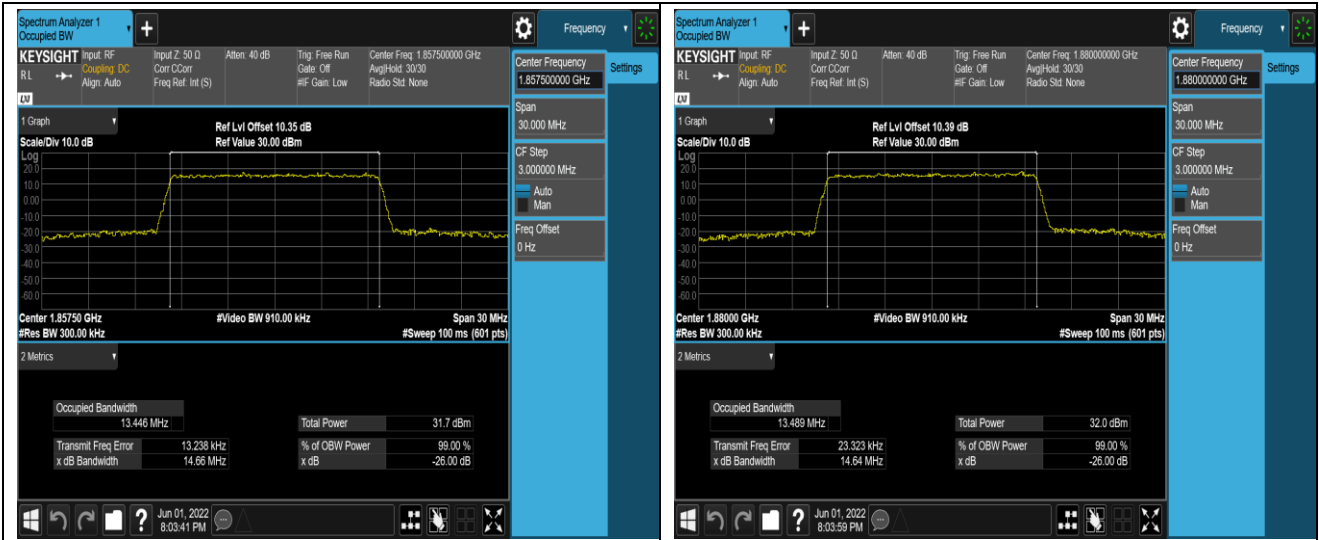 Spectrum Analyzer 1
Occupied BW
+
Frequency
KEYSIGHT
RL
LXI
Input: RF
Coupling: DC
Align: Auto
Input Z: 50 Ω
Corr CCorr
Freq Ref: Int (S)
Atten: 40 dB
Trig: Free Run
Gate: Off
#IF Gain: Low
Center Freq: 1.857500000 GHz
Avg|Hold: 30/30
Radio Std: None
Center Frequency
1.857500000 GHz
Settings
Span
30.000 MHz
CF Step
3.000000 MHz
Auto
Man
Freq Offset
0 Hz
1 Graph
Scale/Div 10.0 dB
Ref Lvl Offset 10.35 dB
Ref Value 30.00 dBm
Log
20.0
10.0
0.00
-10.0
-20.0
-30.0
-40.0
-50.0
-60.0
Center 1.85750 GHz
#Res BW 300.00 kHz
#Video BW 910.00 kHz
Span 30 MHz
#Sweep 100 ms (601 pts)
2 Metrics
Occupied Bandwidth
13.446 MHz
Total Power 31.7 dBm
Transmit Freq Error 13.238 kHz
% of OBW Power 99.00 %
x dB Bandwidth 14.66 MHz
x dB -26.00 dB
?
Jun 01, 2022
8:03:41 PM
Spectrum Analyzer 1
Occupied BW
+
Frequency
KEYSIGHT
RL
LXI
Input: RF
Coupling: DC
Align: Auto
Input Z: 50 Ω
Corr CCorr
Freq Ref: Int (S)
Atten: 40 dB
Trig: Free Run
Gate: Off
#IF Gain: Low
Center Freq: 1.880000000 GHz
Avg|Hold: 30/30
Radio Std: None
Center Frequency
1.880000000 GHz
Settings
Span
30.000 MHz
CF Step
3.000000 MHz
Auto
Man
Freq Offset
0 Hz
1 Graph
Scale/Div 10.0 dB
Ref Lvl Offset 10.39 dB
Ref Value 30.00 dBm
Log
20.0
10.0
0.00
-10.0
-20.0
-30.0
-40.0
-50.0
-60.0
Center 1.88000 GHz
#Res BW 300.00 kHz
#Video BW 910.00 kHz
Span 30 MHz
#Sweep 100 ms (601 pts)
2 Metrics
Occupied Bandwidth
13.489 MHz
Total Power 32.0 dBm
Transmit Freq Error 23.323 kHz
% of OBW Power 99.00 %
x dB Bandwidth 14.64 MHz
x dB -26.00 dB
?
Jun 01, 2022
8:03:59 PM